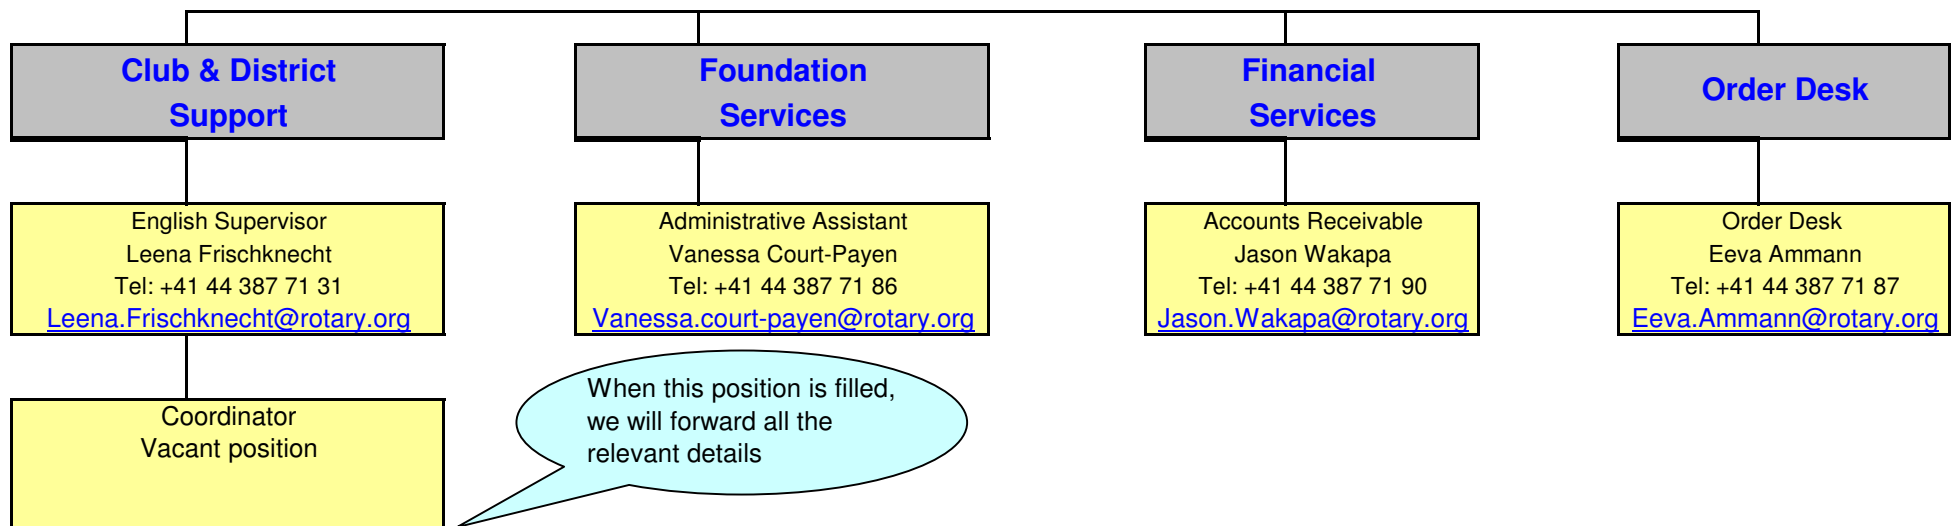 Club & District
Support
Foundation
Services
Financial
Services
Order Desk
English Supervisor
Leena Frischknecht
Tel: +41 44 387 71 31
Leena.Frischknecht@rotary.org
Administrative Assistant
Vanessa Court-Payen
Tel: +41 44 387 71 86
Vanessa.court-payen@rotary.org
Accounts Receivable
Jason Wakapa
Tel: +41 44 387 71 90
Jason.Wakapa@rotary.org
Order Desk
Eeva Ammann
Tel: +41 44 387 71 87
Eeva.Ammann@rotary.org
Coordinator
Vacant position
When this position is filled,
we will forward all the
relevant details